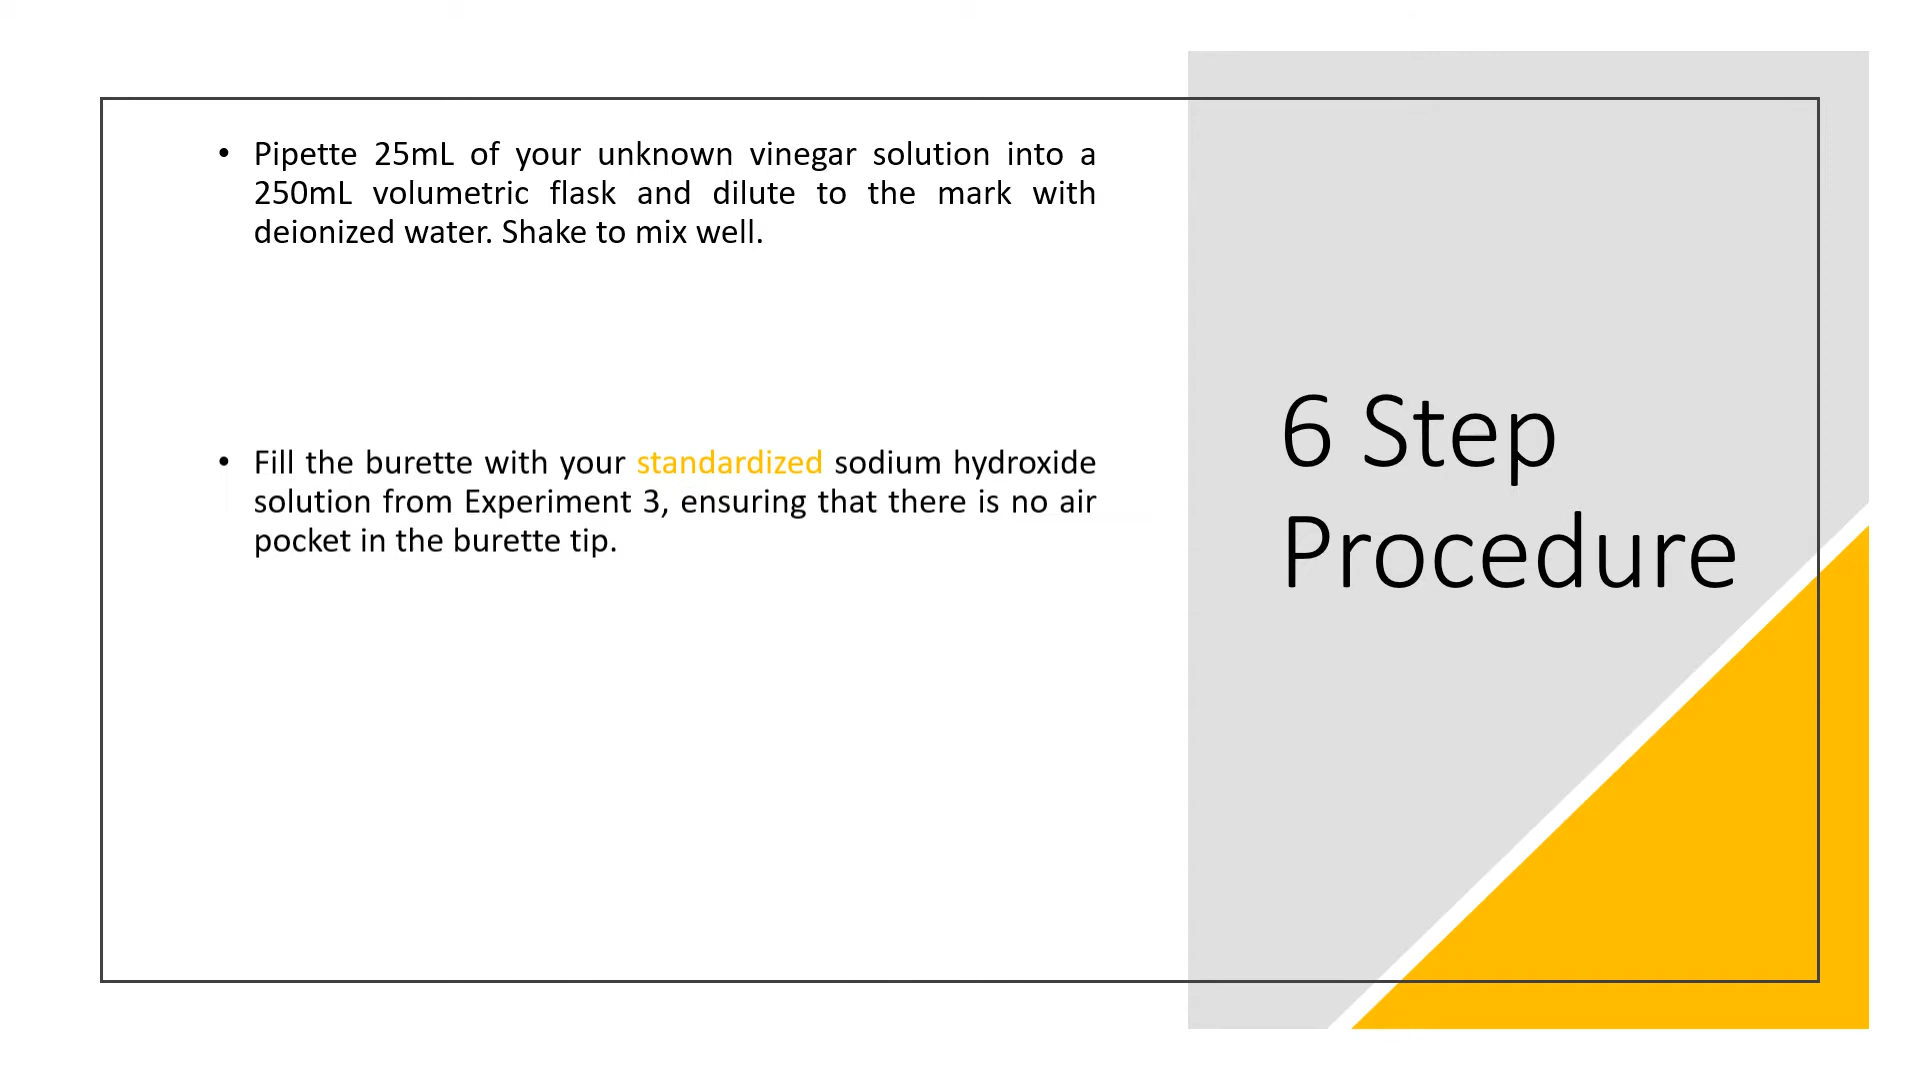 • Pipette 25mL of your unknown vinegar solution into a
250mL volumetric flask and dilute to the mark with
deionized water. Shake to mix well.
• Fill the burette with your standardized sodium hydroxide
solution from Experiment 3, ensuring that there is no air
pocket in the burette tip.
6 Step
Procedure